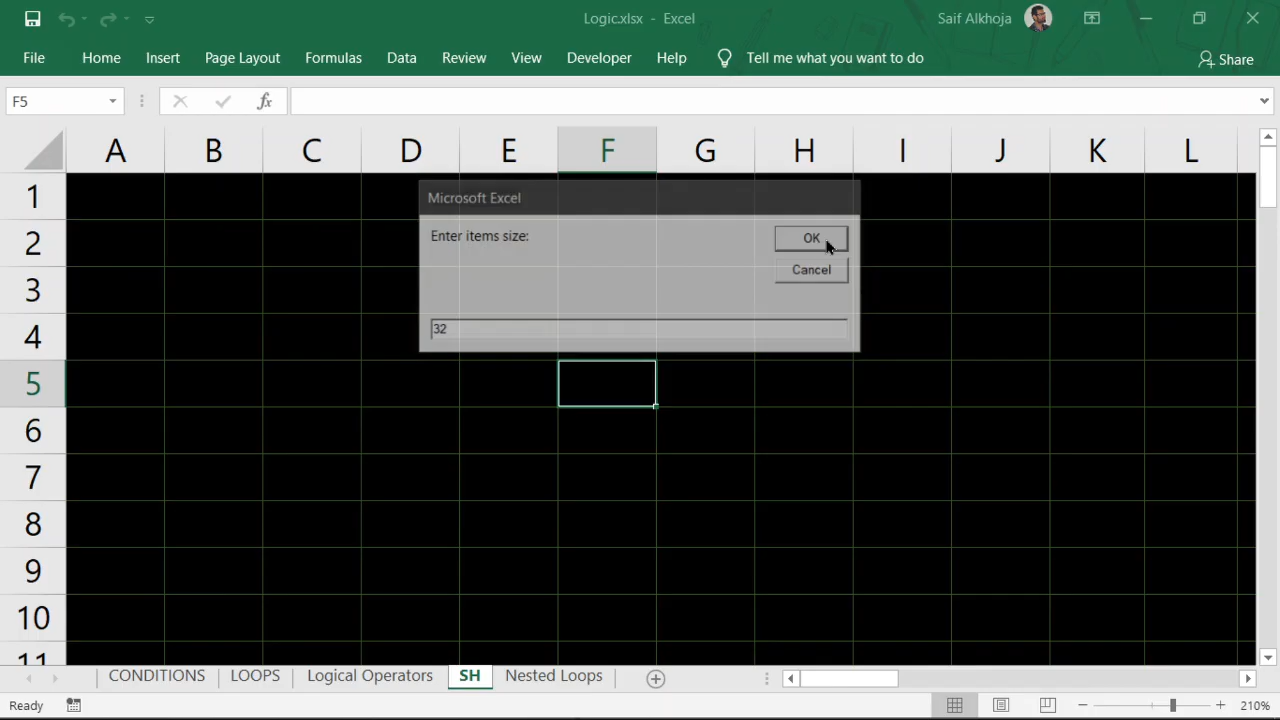 Logic.xlsx - Excel
Saif Alkhoja
File Home Insert Page Layout Formulas Data Review View Developer Help Tell me what you want to do Share
F5 fx
A B C D E F G H I J K L
1
Microsoft Excel
2
Enter items size:
OK
Cancel
3
32
4
5
6
7
8
9
10
11
CONDITIONS LOOPS Logical Operators SH Nested Loops
Ready 210%